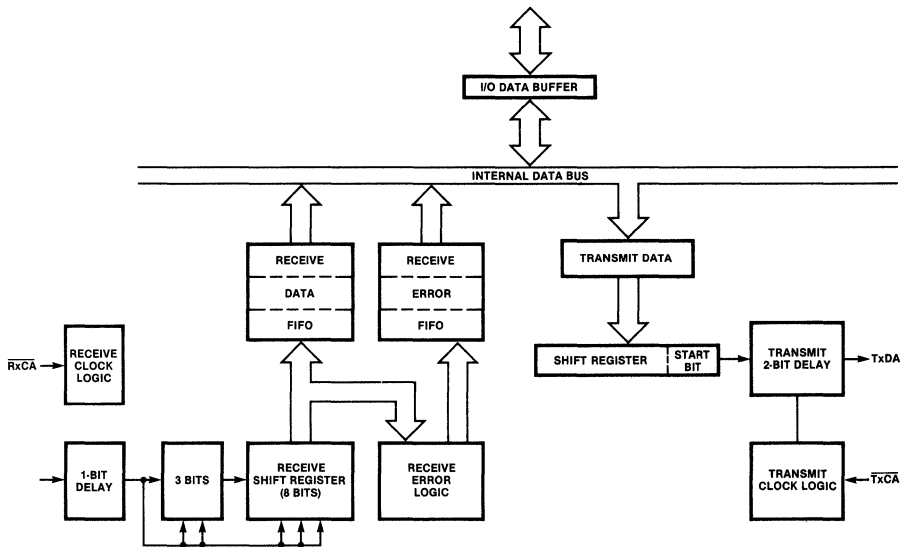 I/O DATA BUFFER
INTERNAL DATA BUS
RECEIVE
DATA
FIFO
RECEIVE
ERROR
FIFO
TRANSMIT DATA
RxCA
RECEIVE
CLOCK
LOGIC
SHIFT REGISTER
START
BIT
TRANSMIT
2-BIT DELAY
TxDA
1-BIT
DELAY
3 BITS
RECEIVE
SHIFT REGISTER
(8 BITS)
RECEIVE
ERROR
LOGIC
TRANSMIT
CLOCK LOGIC
TxCA